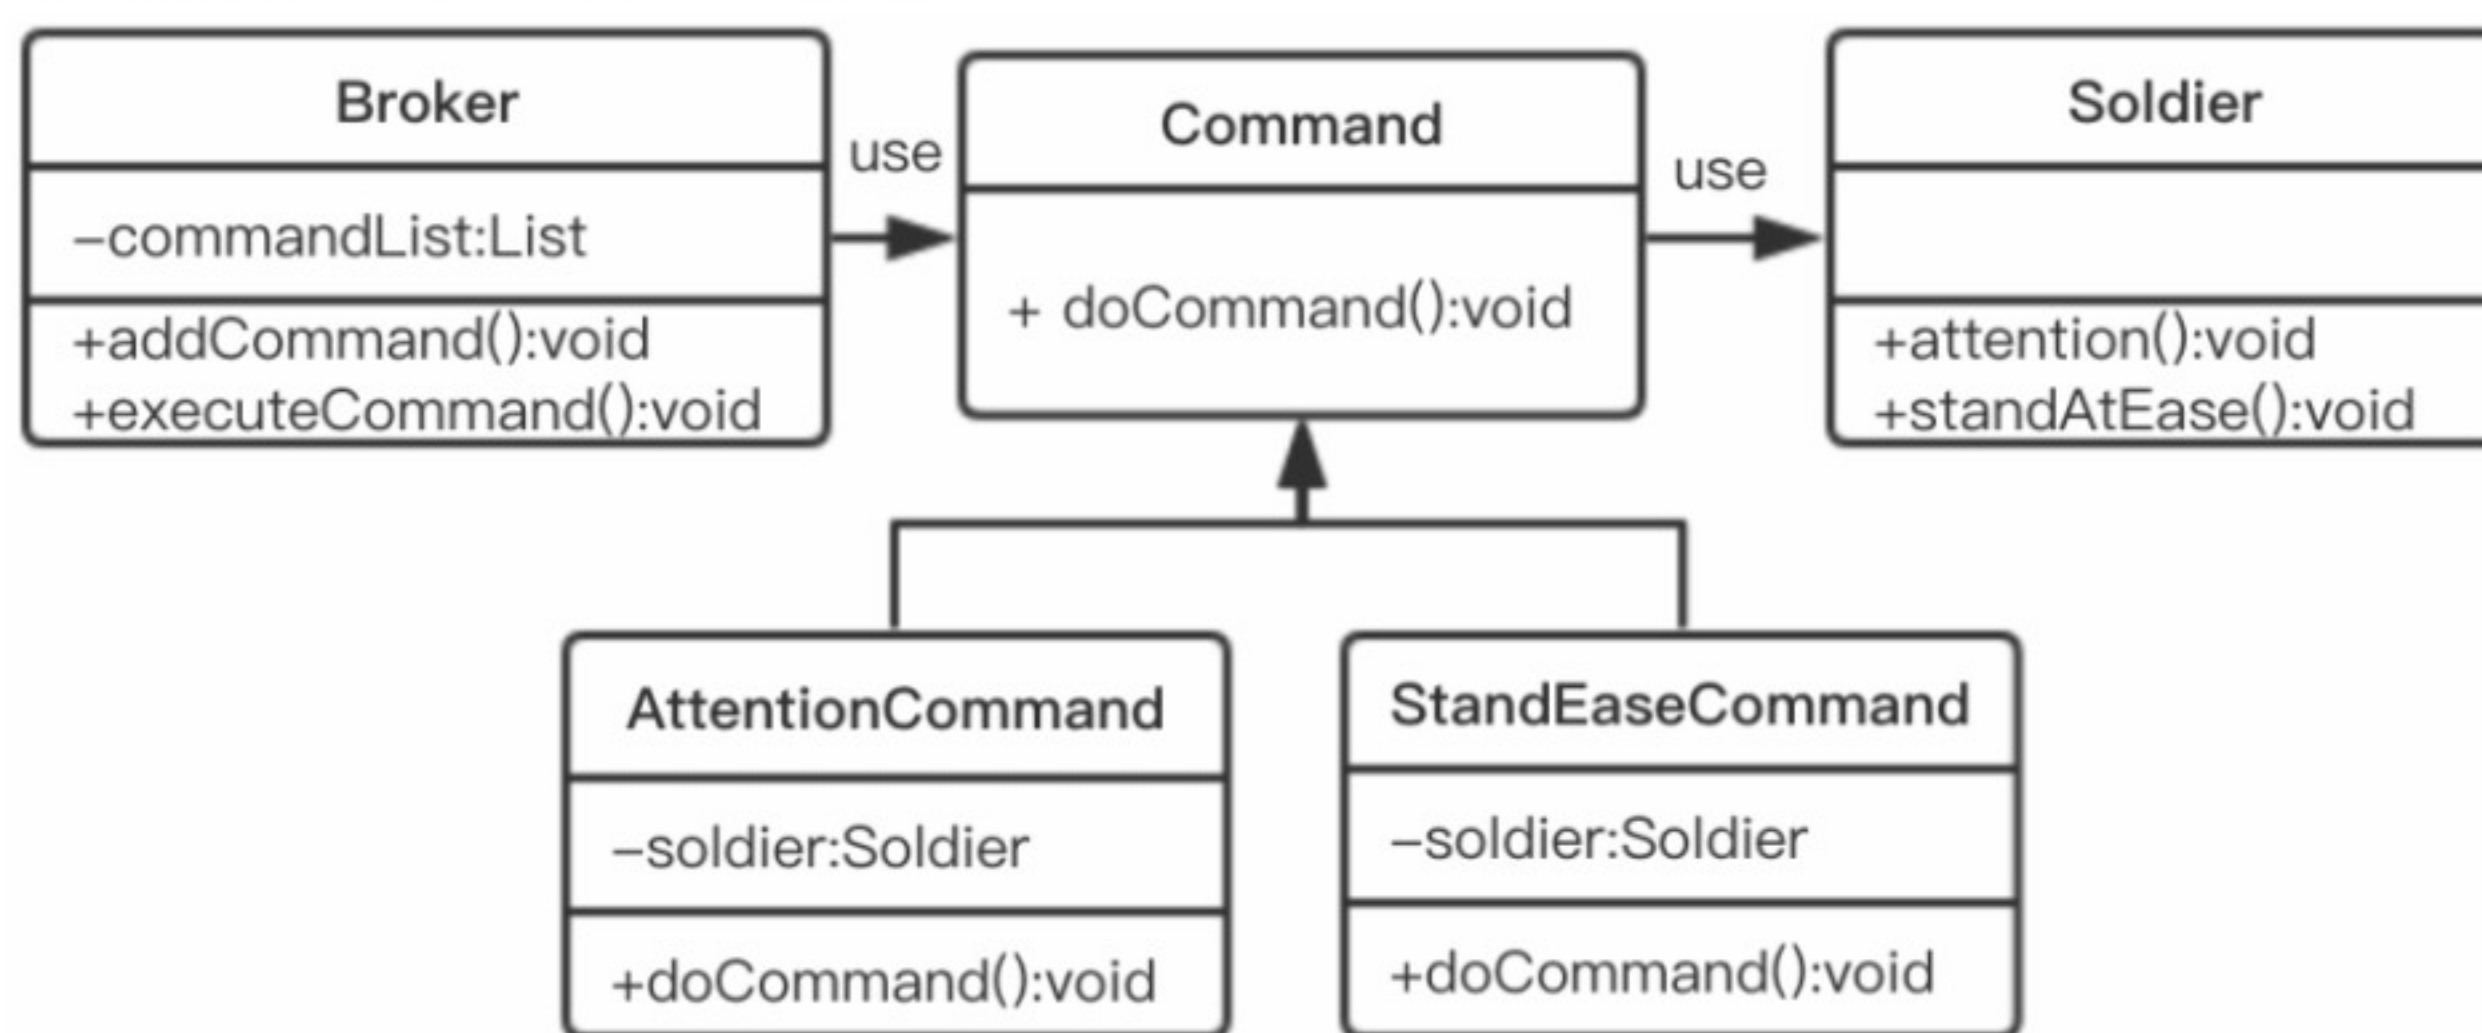 Broker
–commandList:List
+addCommand():void
+executeCommand():void
use
Command
+ doCommand():void
use
Soldier
+attention():void
+standAtEase():void
AttentionCommand
–soldier:Soldier
+doCommand():void
StandEaseCommand
–soldier:Soldier
+doCommand():void